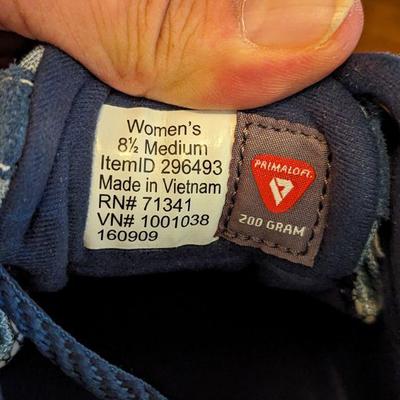 Women's
8½ Medium
ItemID 296493
Made in Vietnam
RN# 71341
VN# 1001038
160909
PRIMALOFT
200 GRAM